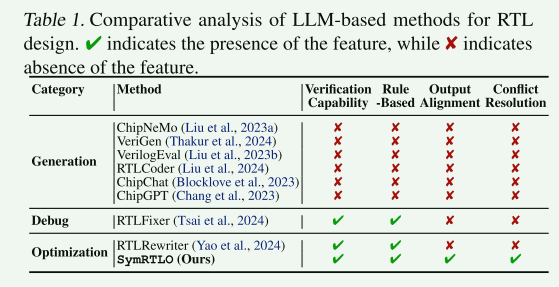 Table 1. Comparative analysis of LLM-based methods for RTL
design. ✔ indicates the presence of the feature, while ✘ indicates
absence of the feature.
Category Method Verification Capability Rule -Based Output Alignment Conflict Resolution
Generation
ChipNeMo (Liu et al., 2023a) ✘ ✘ ✘ ✘
VeriGen (Thakur et al., 2024) ✘ ✘ ✘ ✘
VerilogEval (Liu et al., 2023b) ✘ ✘ ✘ ✘
RTLCoder (Liu et al., 2024) ✘ ✘ ✘ ✘
ChipChat (Blocklove et al., 2023) ✘ ✘ ✘ ✘
ChipGPT (Chang et al., 2023) ✘ ✘ ✘ ✘
Debug RTLFixer (Tsai et al., 2024) ✔ ✔ ✘ ✘
Optimization
RTLRewriter (Yao et al., 2024) ✔ ✔ ✘ ✘
SymRTLO (Ours) ✔ ✔ ✔ ✔